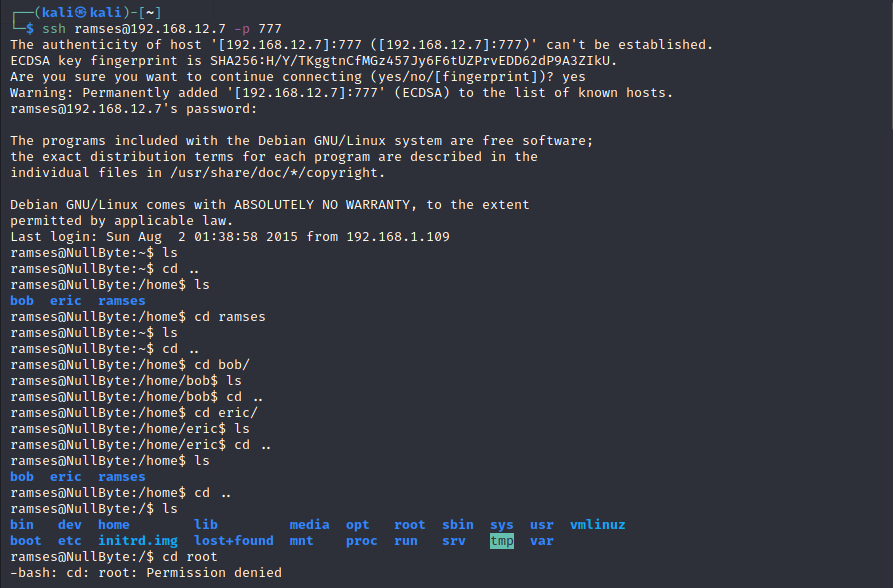 ┌──(kali㉿kali)-[~]
└─$ ssh ramses@192.168.12.7 -p 777
The authenticity of host '[192.168.12.7]:777 ([192.168.12.7]:777)' can't be established.
ECDSA key fingerprint is SHA256:H/Y/TKggtnCfMGz457Jy6F6tUZPrvEDD62dP9A3ZIkU.
Are you sure you want to continue connecting (yes/no/[fingerprint])? yes
Warning: Permanently added '[192.168.12.7]:777' (ECDSA) to the list of known hosts.
ramses@192.168.12.7's password:
The programs included with the Debian GNU/Linux system are free software;
the exact distribution terms for each program are described in the
individual files in /usr/share/doc/*/copyright.
Debian GNU/Linux comes with ABSOLUTELY NO WARRANTY, to the extent
permitted by applicable law.
Last login: Sun Aug  2 01:38:58 2015 from 192.168.1.109
ramses@NullByte:~$ ls
ramses@NullByte:~$ cd ..
ramses@NullByte:/home$ ls
bob  eric  ramses
ramses@NullByte:/home$ cd ramses
ramses@NullByte:~$ ls
ramses@NullByte:~$ cd ..
ramses@NullByte:/home$ cd bob/
ramses@NullByte:/home/bob$ ls
ramses@NullByte:/home/bob$ cd ..
ramses@NullByte:/home$ cd eric/
ramses@NullByte:/home/eric$ ls
ramses@NullByte:/home/eric$ cd ..
ramses@NullByte:/home$ ls
bob  eric  ramses
ramses@NullByte:/home$ cd ..
ramses@NullByte:/$ ls
bin   dev  home        lib         media  opt   root  sbin  sys  usr  vmlinuz
boot  etc  initrd.img  lost+found  mnt    proc  run   srv   tmp  var
ramses@NullByte:/$ cd root
-bash: cd: root: Permission denied